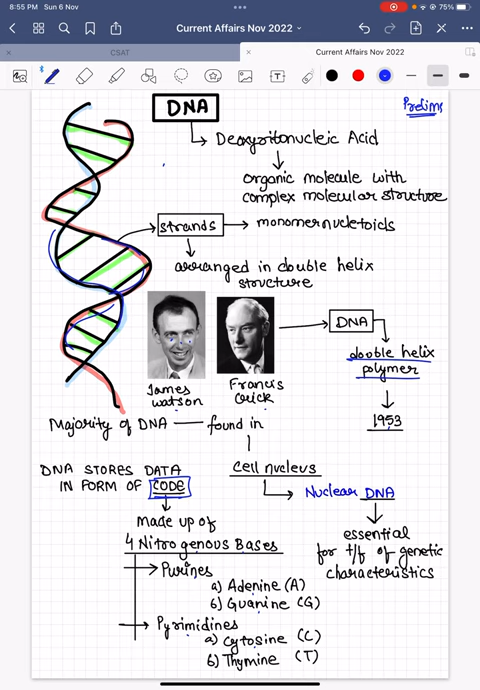 8:55 PM Sun 6 Nov
75%
Current Affairs Nov 2022
CSAT
Current Affairs Nov 2022
DNA
Prelims
Deoxyribonucleic Acid
organic molecule with
complex molecular structure
strands
monomernucletoids
arranged in double helix
structure
DNA
double helix
polymer
James
Watson
Francis
Crick
1953
Majority of DNA — found in
cell nucleus
DNA STORES DATA
IN FORM OF CODE
Nuclear DNA
made up of
essential
for t/f of genetic
characteristics
4 Nitrogenous Bases
Purines
a) Adenine (A)
b) Guanine (G)
Pyrimidines
a) Cytosine (C)
b) Thymine (T)